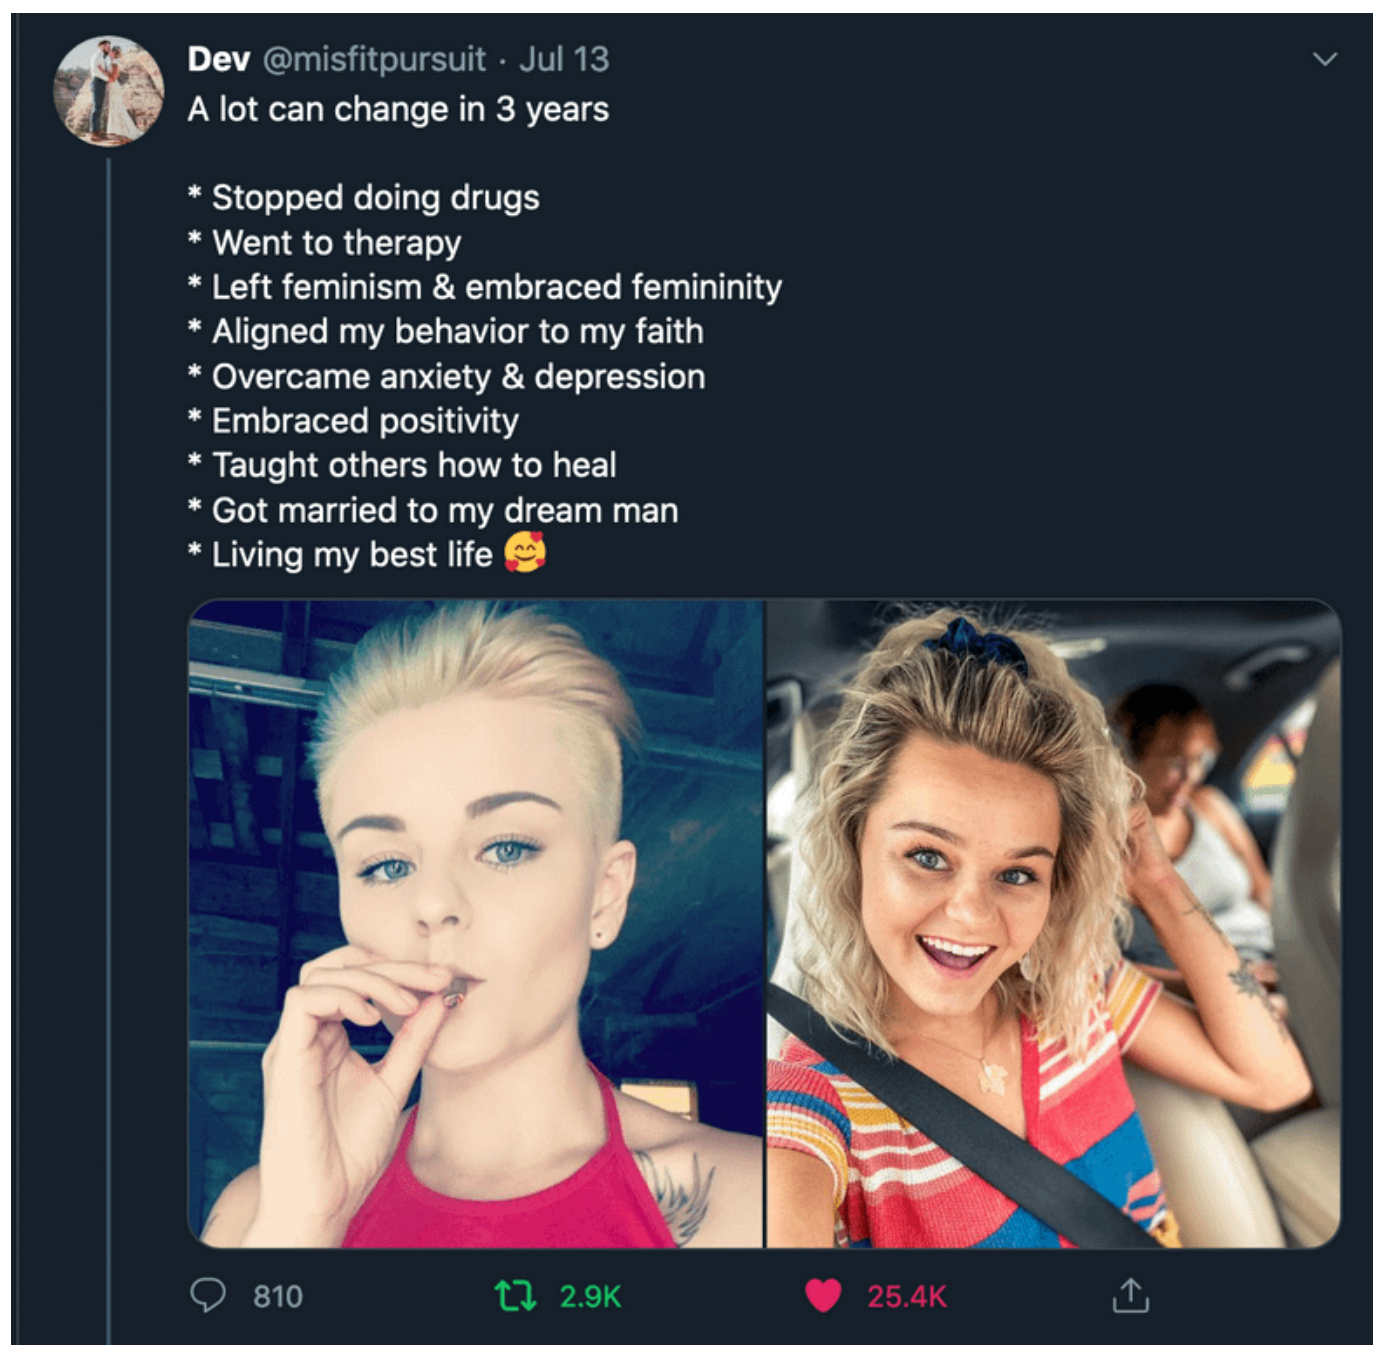 Dev @misfitpursuit · Jul 13
A lot can change in 3 years
* Stopped doing drugs
* Went to therapy
* Left feminism & embraced femininity
* Aligned my behavior to my faith
* Overcame anxiety & depression
* Embraced positivity
* Taught others how to heal
* Got married to my dream man
* Living my best life 🥰
810 2.9K 25.4K